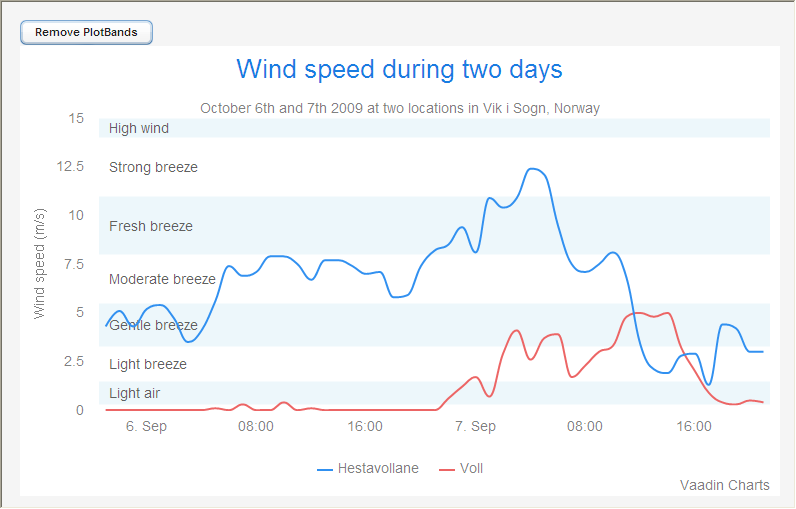 Remove PlotBands
Wind speed during two days
October 6th and 7th 2009 at two locations in Vik i Sogn, Norway
Wind speed (m/s)
15
High wind
12.5
Strong breeze
10
Fresh breeze
7.5
Moderate breeze
5
Gentle breeze
2.5
Light breeze
Light air
0
6. Sep 08:00 16:00 7. Sep 08:00 16:00
Hestavollane Voll
Vaadin Charts